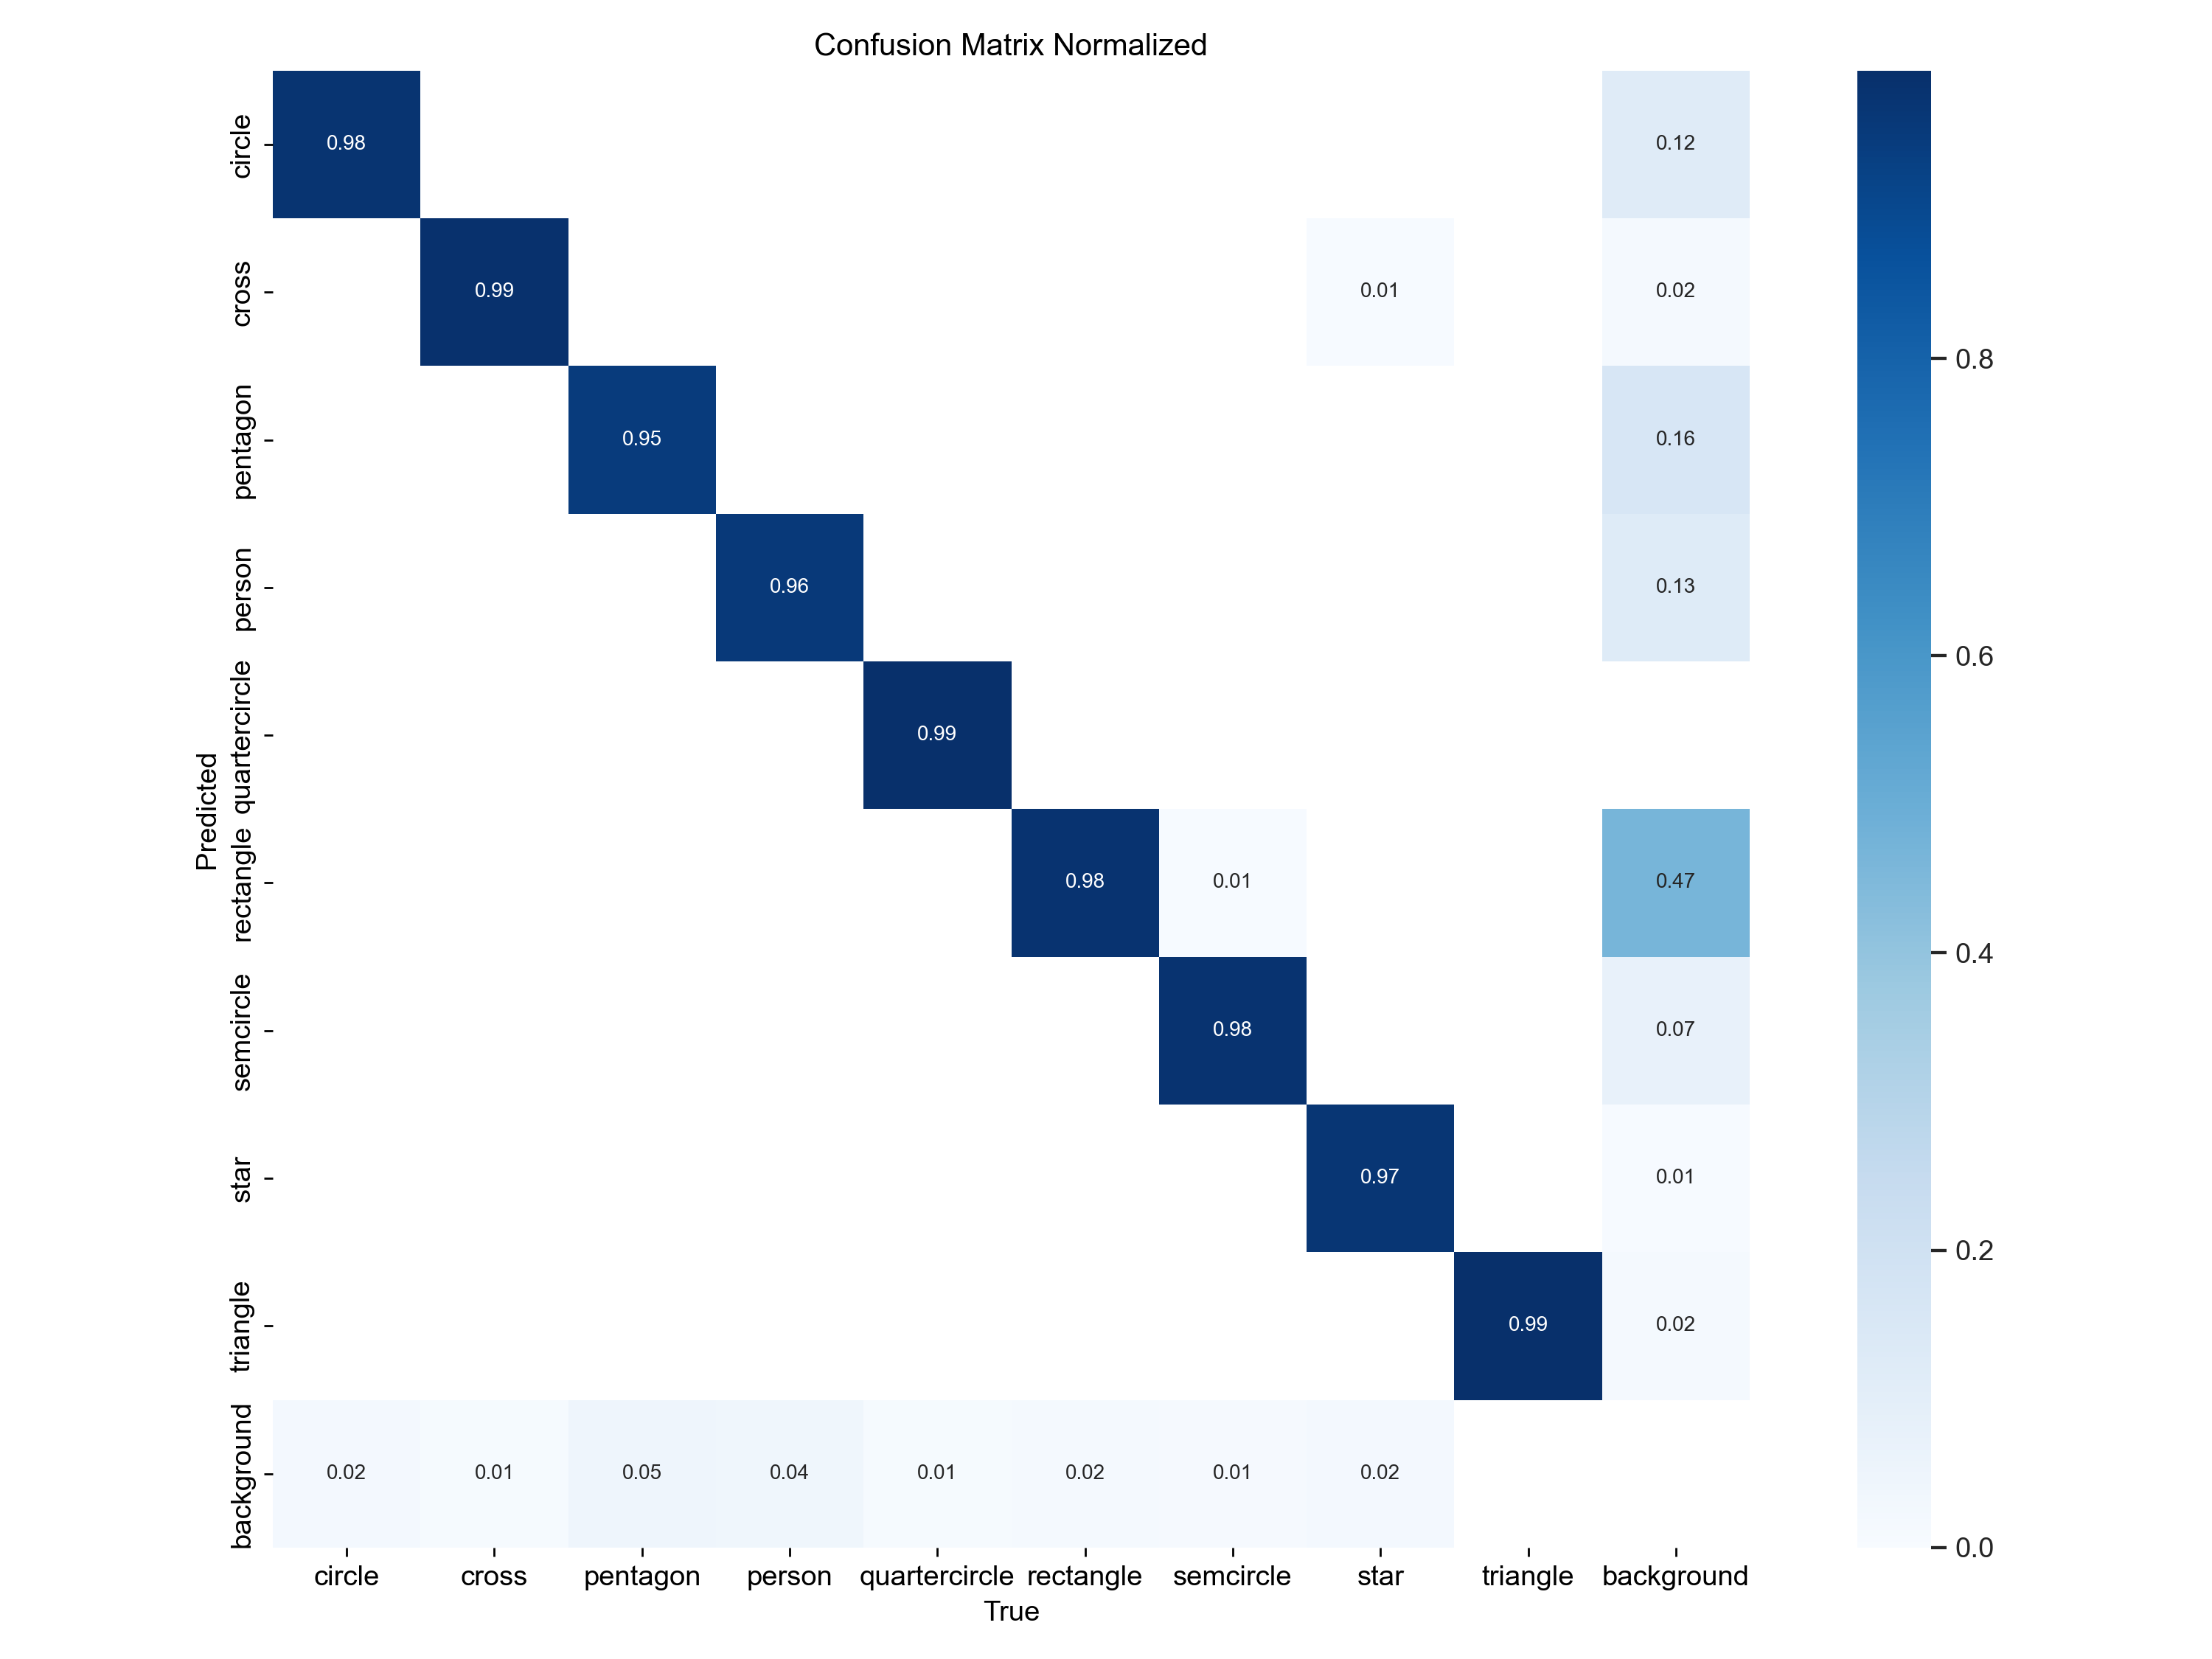 Confusion Matrix Normalized
circle 0.98 0.12
cross 0.99 0.01 0.02
0.8
pentagon 0.95 0.16
person 0.96 0.13
0.6
quartercircle 0.99
Predicted
rectangle 0.98 0.01 0.47
0.4
semcircle 0.98 0.07
star 0.97 0.01
0.2
triangle 0.99 0.02
background 0.02 0.01 0.05 0.04 0.01 0.02 0.01 0.02
0.0
circle cross pentagon person quartercircle rectangle semcircle star triangle background
True